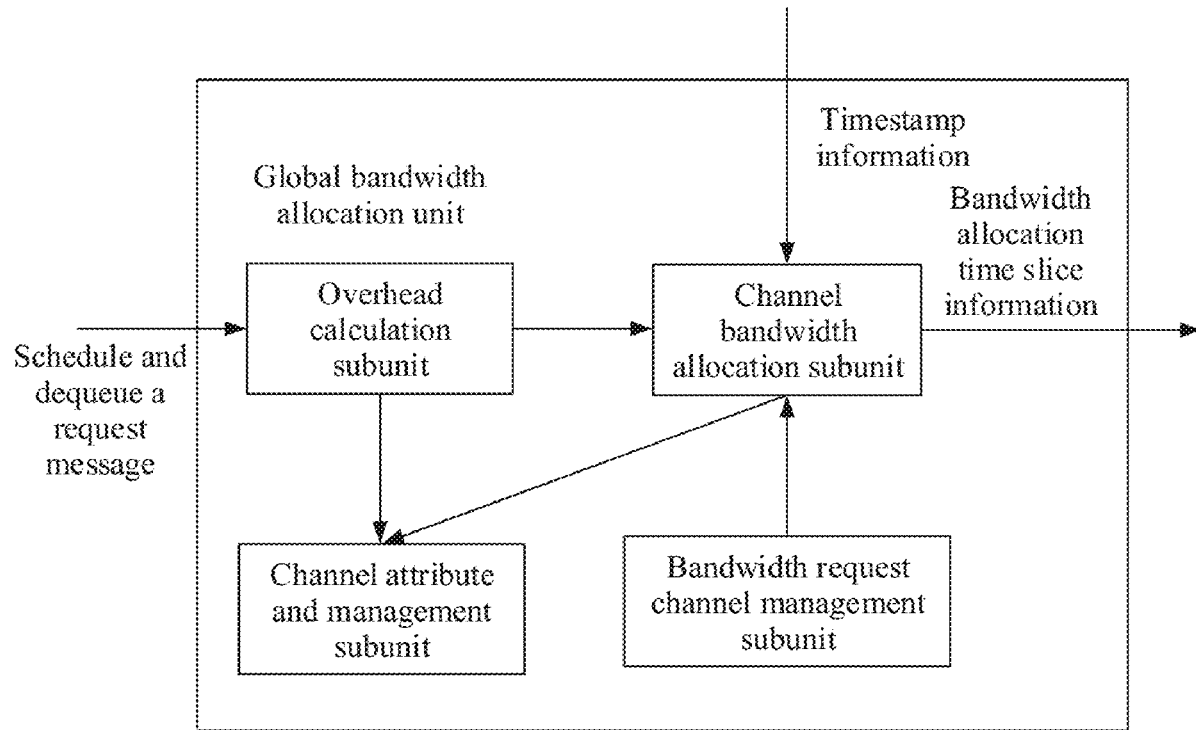 Timestamp
information
Global bandwidth
allocation unit
Bandwidth
allocation
time slice
information
Overhead
calculation
subunit
Channel
bandwidth
allocation subunit
Schedule and
dequeue a
request
message
Channel attribute
and management
subunit
Bandwidth request
channel management
subunit